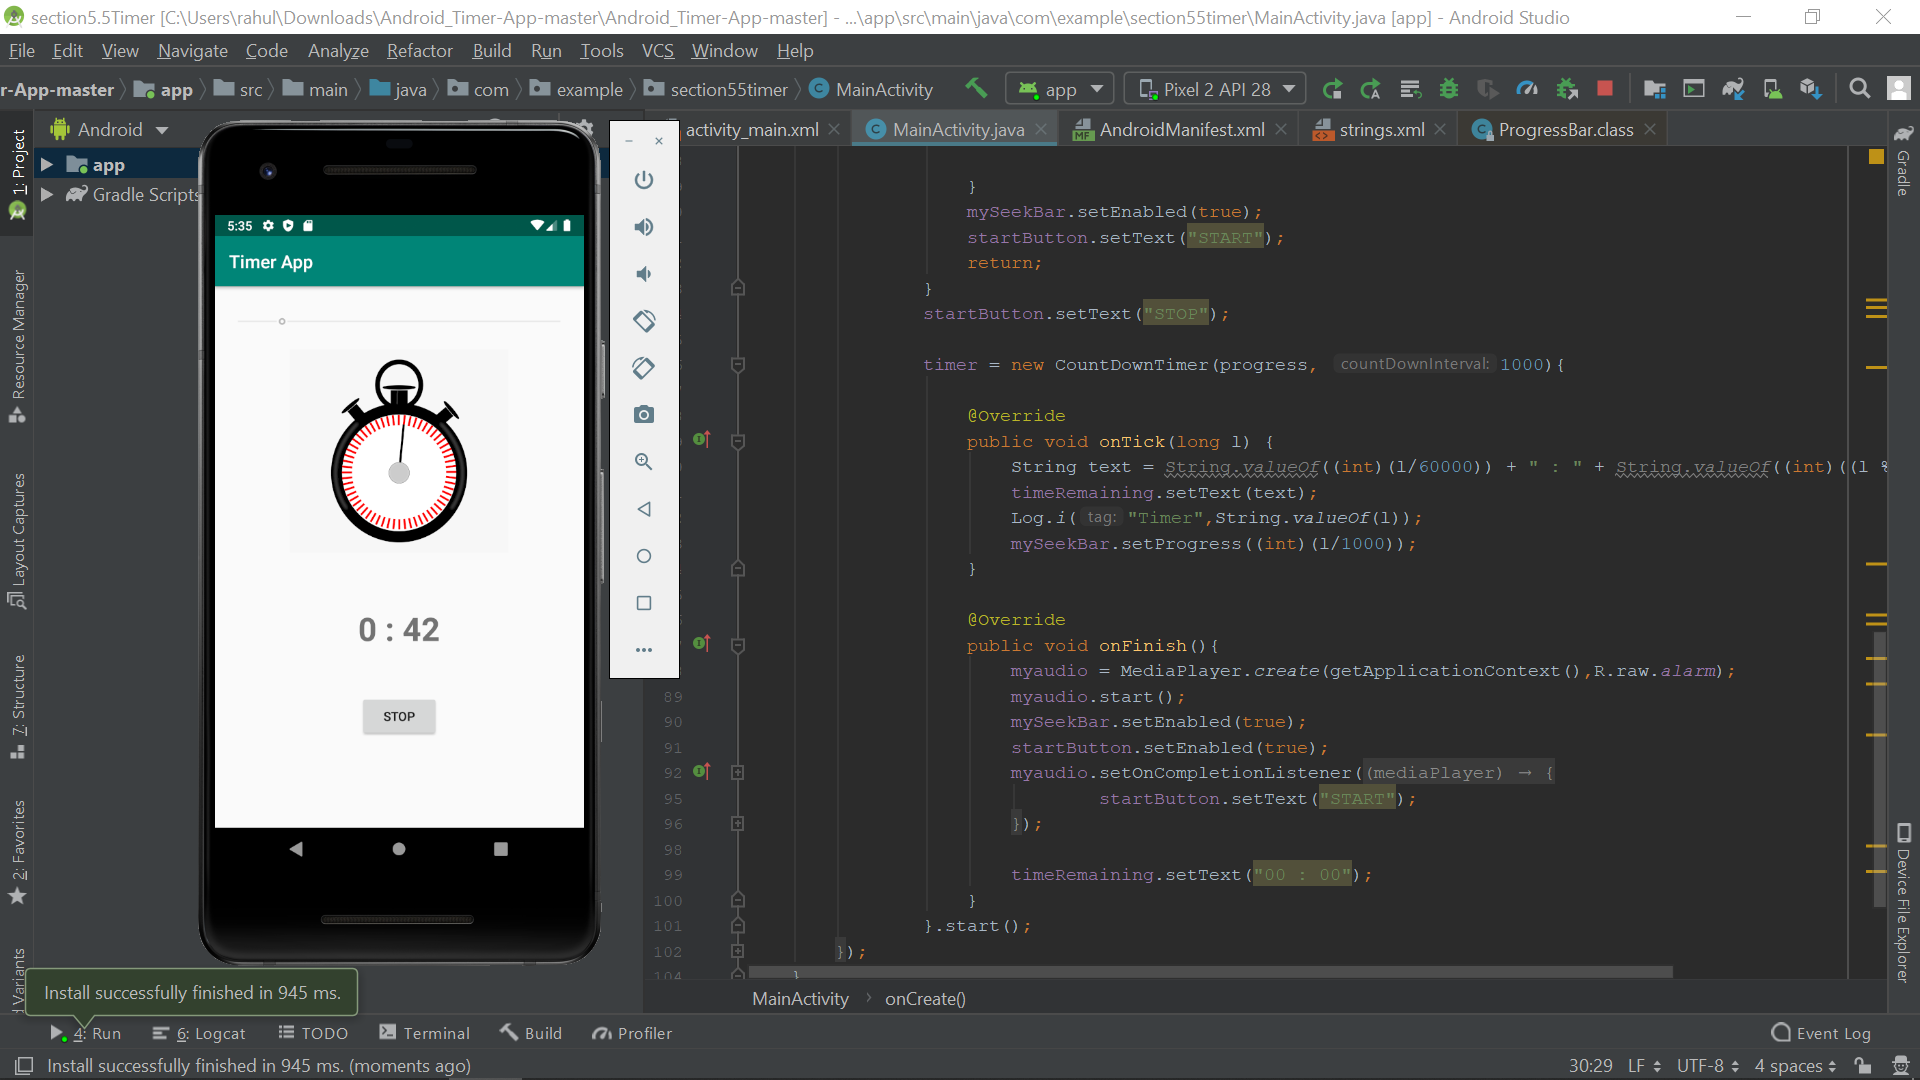 section5.5Timer [C:\Users\rahul\Downloads\Android_Timer-App-master\Android_Timer-App-master] - ...\app\src\main\java\com\example\section55timer\MainActivity.java [app] - Android Studio
File Edit View Navigate Code Analyze Refactor Build Run Tools VCS Window Help
r-App-master app src main java com example section55timer MainActivity app Pixel 2 API 28
Android
activity_main.xml MainActivity.java AndroidManifest.xml strings.xml ProgressBar.class
app
Gradle Scripts
1: Project
Resource Manager
Layout Captures
7: Structure
2: Favorites
Variants
5:35
Timer App
0 : 42
STOP
}
mySeekBar.setEnabled(true);
startButton.setText("START");
return;
}
startButton.setText("STOP");
timer = new CountDownTimer(progress, countDownInterval: 1000){
@Override
public void onTick(long l) {
String text = String.valueOf((int)(l/60000)) + " : " + String.valueOf((int)((l %
timeRemaining.setText(text);
Log.i( tag: "Timer",String.valueOf(l));
mySeekBar.setProgress((int)(l/1000));
}
@Override
public void onFinish(){
myaudio = MediaPlayer.create(getApplicationContext(),R.raw.alarm);
89 myaudio.start();
90 mySeekBar.setEnabled(true);
91 startButton.setEnabled(true);
92 myaudio.setOnCompletionListener((mediaPlayer) → {
95 startButton.setText("START");
96 });
98
99 timeRemaining.setText("00 : 00");
100 }
101 }.start();
102 });
104 }
MainActivity onCreate()
Gradle
Device File Explorer
Install successfully finished in 945 ms.
4: Run 6: Logcat TODO Terminal Build Profiler Event Log
Install successfully finished in 945 ms. (moments ago) 30:29 LF UTF-8 4 spaces